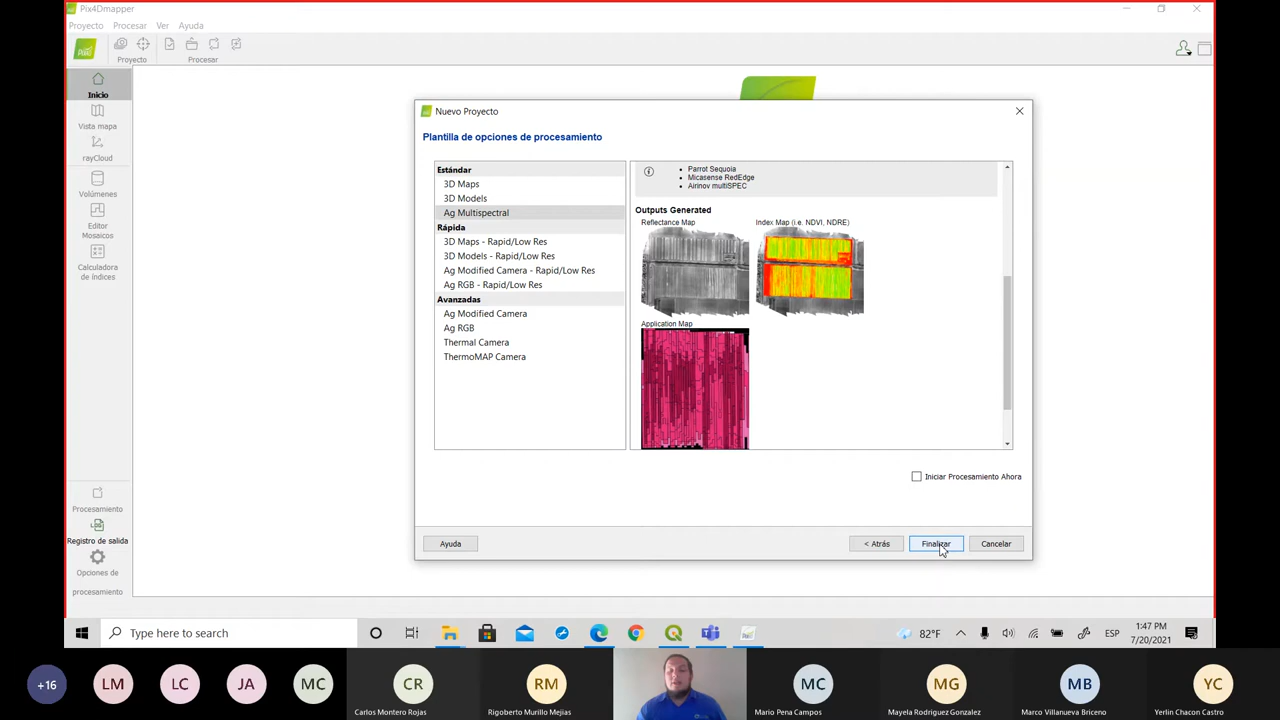 Pix4Dmapper
Proyecto Procesar Ver Ayuda
Proyecto
Procesar
Inicio
Vista mapa
rayCloud
Volúmenes
Editor
Mosaicos
Calculadora
de índices
Procesamiento
Registro de salida
Opciones de
procesamiento
Nuevo Proyecto
Plantilla de opciones de procesamiento
Estándar
3D Maps
3D Models
Ag Multispectral
Rápida
3D Maps - Rapid/Low Res
3D Models - Rapid/Low Res
Ag Modified Camera - Rapid/Low Res
Ag RGB - Rapid/Low Res
Avanzadas
Ag Modified Camera
Ag RGB
Thermal Camera
ThermoMAP Camera
• Parrot Sequoia
• Micasense RedEdge
• Airinov multiSPEC
Outputs Generated
Reflectance Map
Index Map (i.e. NDVI, NDRE)
Application Map
Iniciar Procesamiento Ahora
Ayuda
< Atrás
Finalizar
Cancelar
Type here to search
82°F
ESP
1:47 PM
7/20/2021
+16
LM
LC
JA
MC
CR
Carlos Montero Rojas
RM
Rigoberto Murillo Mejias
MC
Mario Pena Campos
MG
Mayela Rodriguez Gonzalez
MB
Marco Villanueva Briceno
YC
Yerlin Chacon Castro